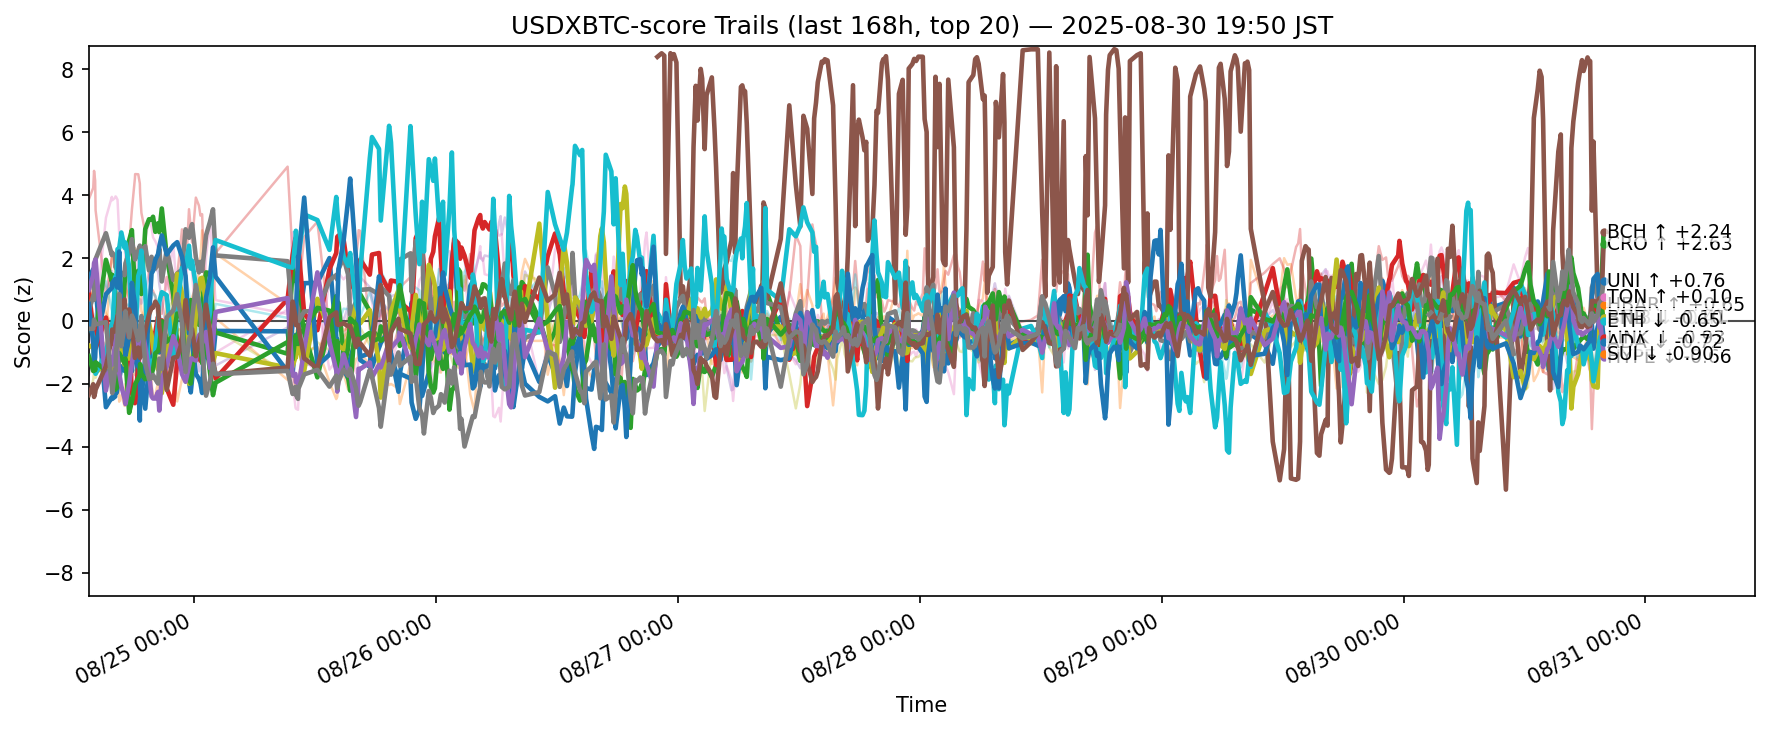 USDXBTC-score Trails (last 168h, top 20) — 2025-08-30 19:50 JST
Score (z)
8
6
4
2
0
−2
−4
−6
−8
BCH ↑ +2.24
CRO ↑ +2.63
UNI ↑ +0.76
TON ↑ +0.10
ETH ↓ -0.65
SUI ↓ -0.90
08/25 00:00
08/26 00:00
08/27 00:00
08/28 00:00
08/29 00:00
08/30 00:00
08/31 00:00
Time